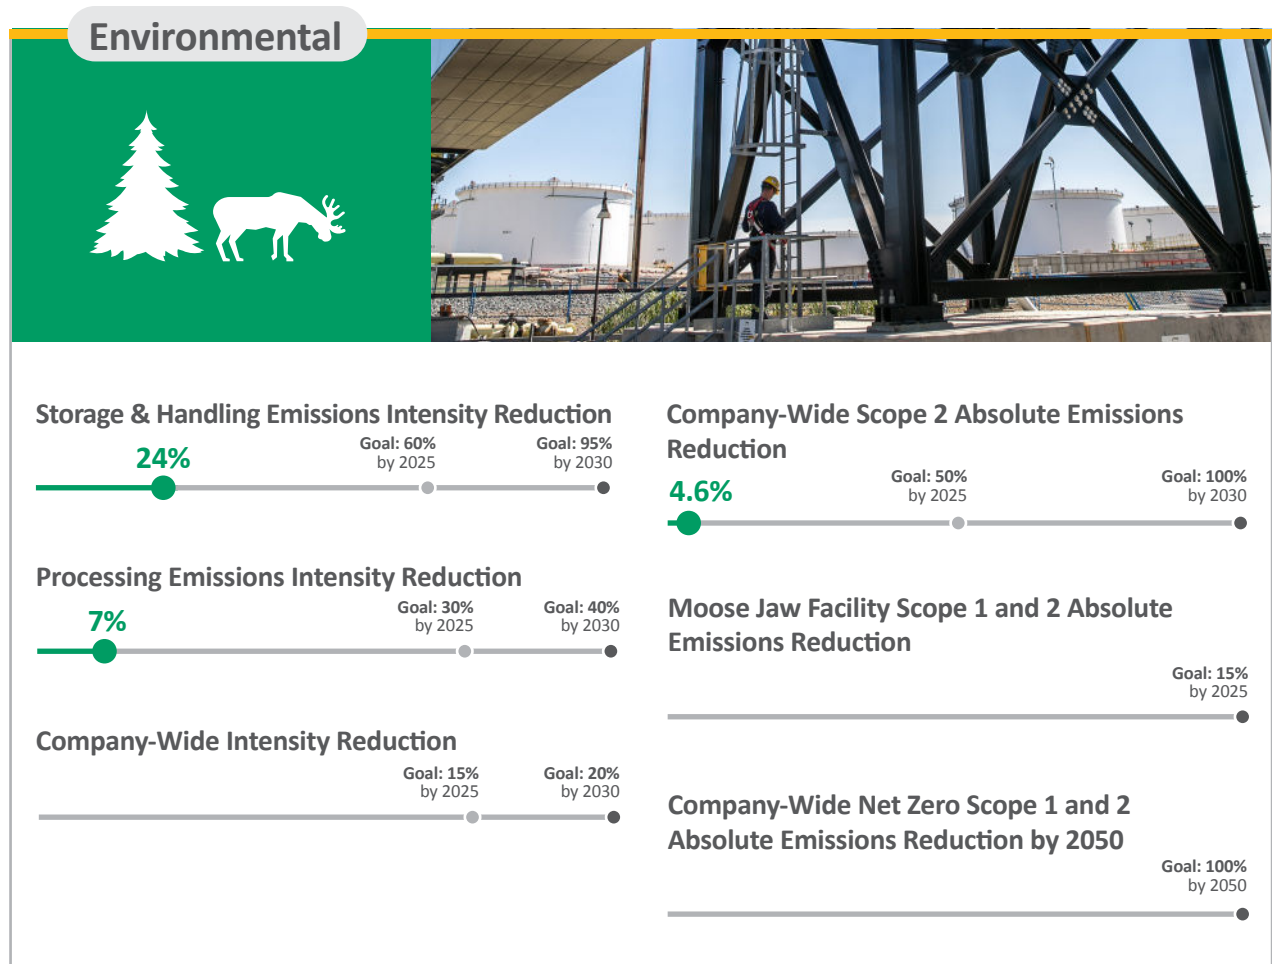 Environmental
Storage & Handling Emissions Intensity Reduction
24%
Goal: 60%
by 2025
Goal: 95%
by 2030
Processing Emissions Intensity Reduction
7%
Goal: 30%
by 2025
Goal: 40%
by 2030
Company-Wide Intensity Reduction
Goal: 15%
by 2025
Goal: 20%
by 2030
Company-Wide Scope 2 Absolute Emissions
Reduction
4.6%
Goal: 50%
by 2025
Goal: 100%
by 2030
Moose Jaw Facility Scope 1 and 2 Absolute
Emissions Reduction
Goal: 15%
by 2025
Company-Wide Net Zero Scope 1 and 2
Absolute Emissions Reduction by 2050
Goal: 100%
by 2050